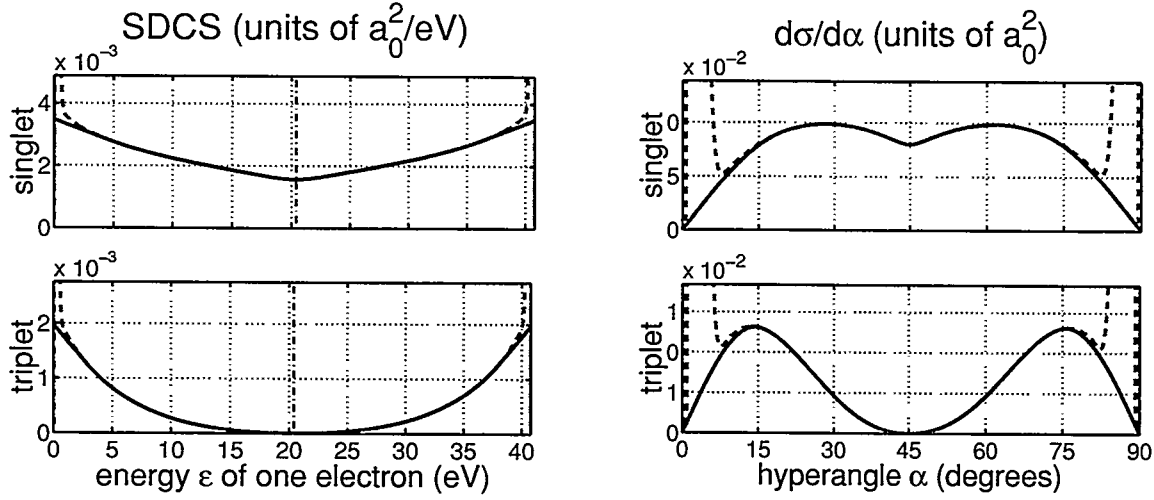 SDCS (units of a₀²/eV)
x 10⁻³
4
2
0
singlet
x 10⁻³
2
1
0
triplet
0 5 10 15 20 25 30 35 40
energy ε of one electron (eV)
dσ/dα (units of a₀²)
x 10⁻²
0
5
0
singlet
x 10⁻²
1
0
1
0
triplet
0 15 30 45 60 75 90
hyperangle α (degrees)